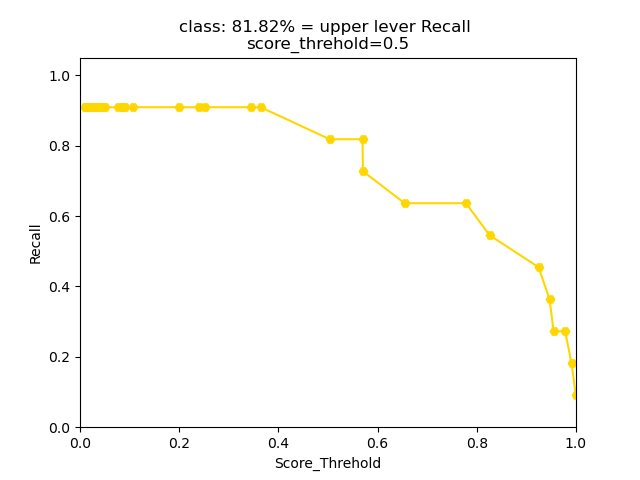 class: 81.82% = upper lever Recall
score_threhold=0.5
1.0
0.8
0.6
0.4
0.2
0.0
Recall
0.0 0.2 0.4 0.6 0.8 1.0
Score_Threhold